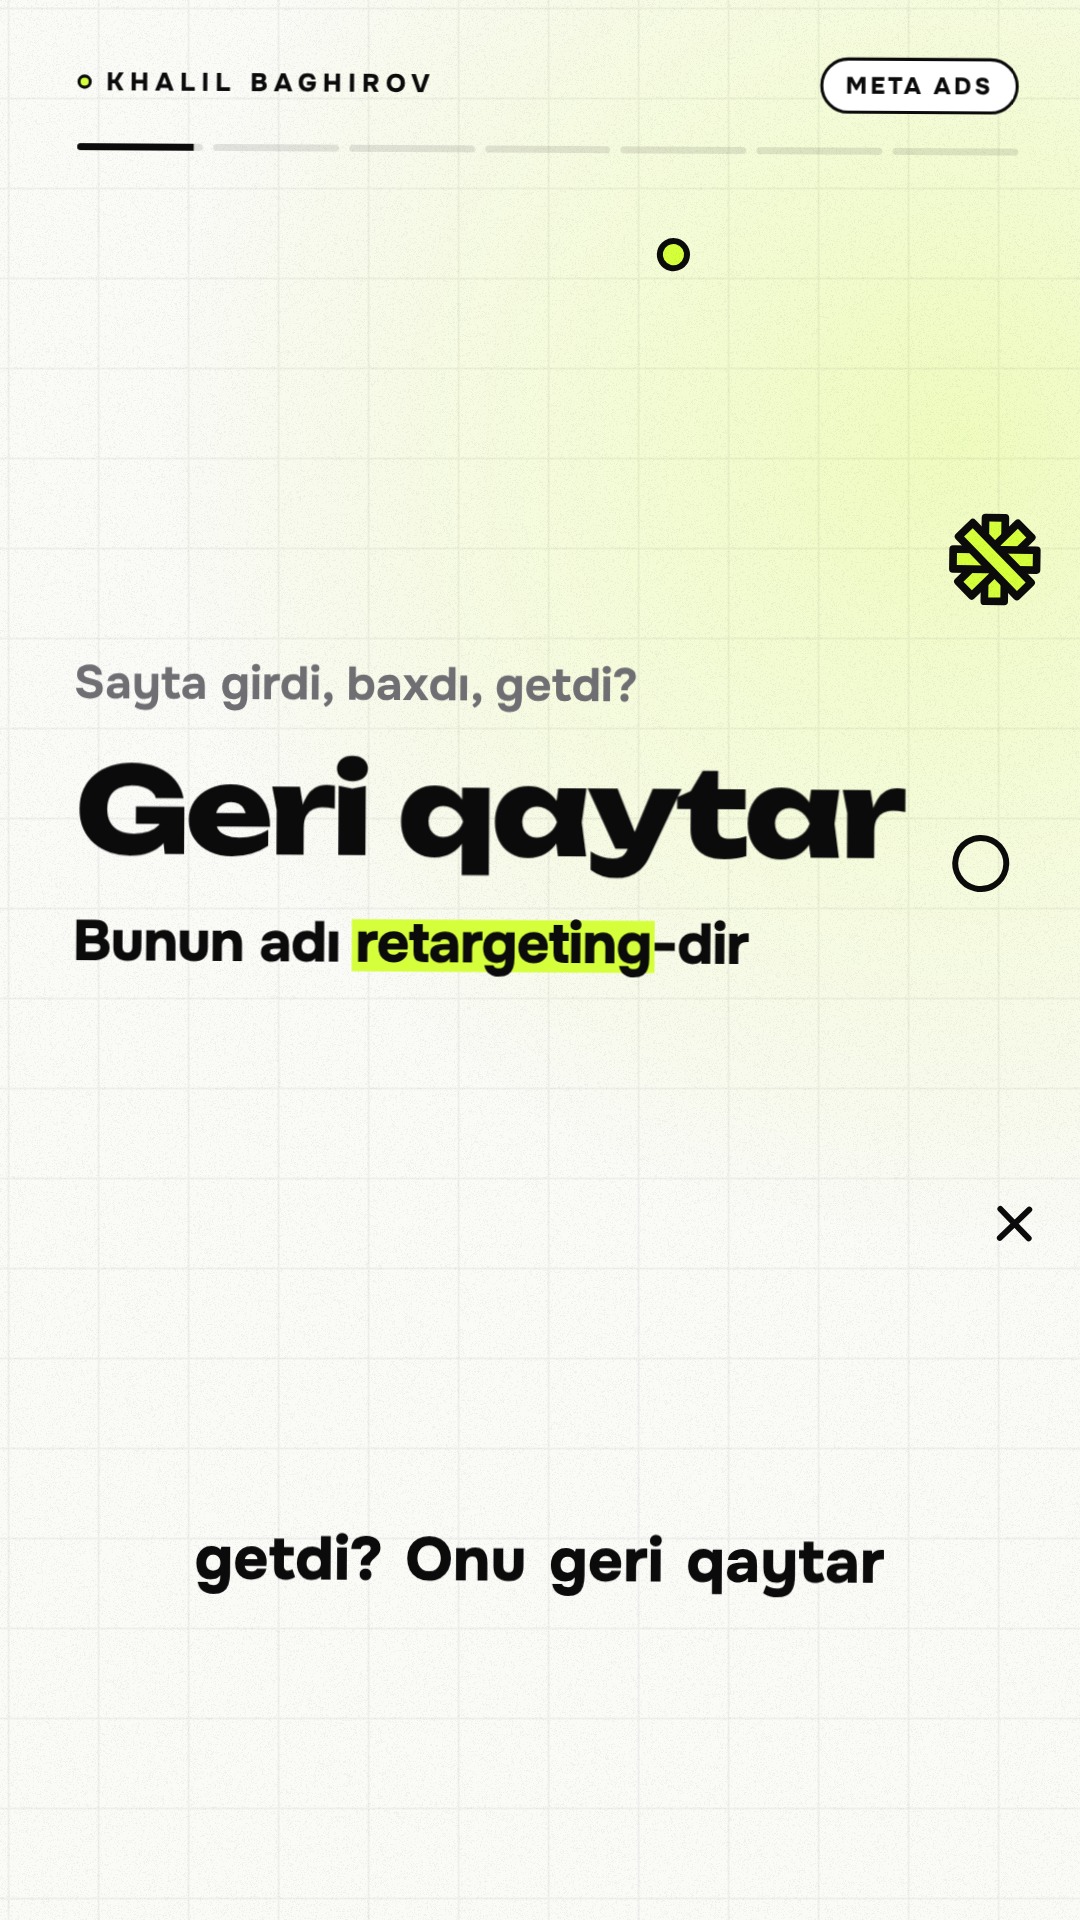 KHALIL BAGHIROV
META ADS
Sayta girdi, baxdı, getdi?
Geri qaytar
Bunun adı retargeting-dir
getdi? Onu geri qaytar